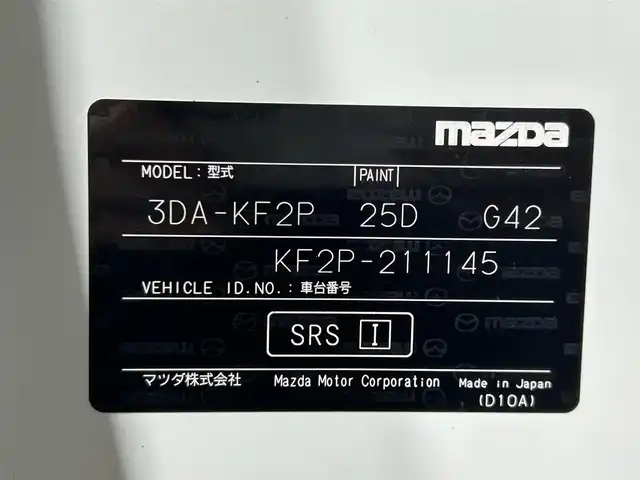 mazda
MODEL: 型式 |PAINT|
3DA-KF2P 25D G42
KF2P-211145
VEHICLE ID.NO.: 車台番号
SRS I
マツダ株式会社 Mazda Motor Corporation Made in Japan
(D10A)